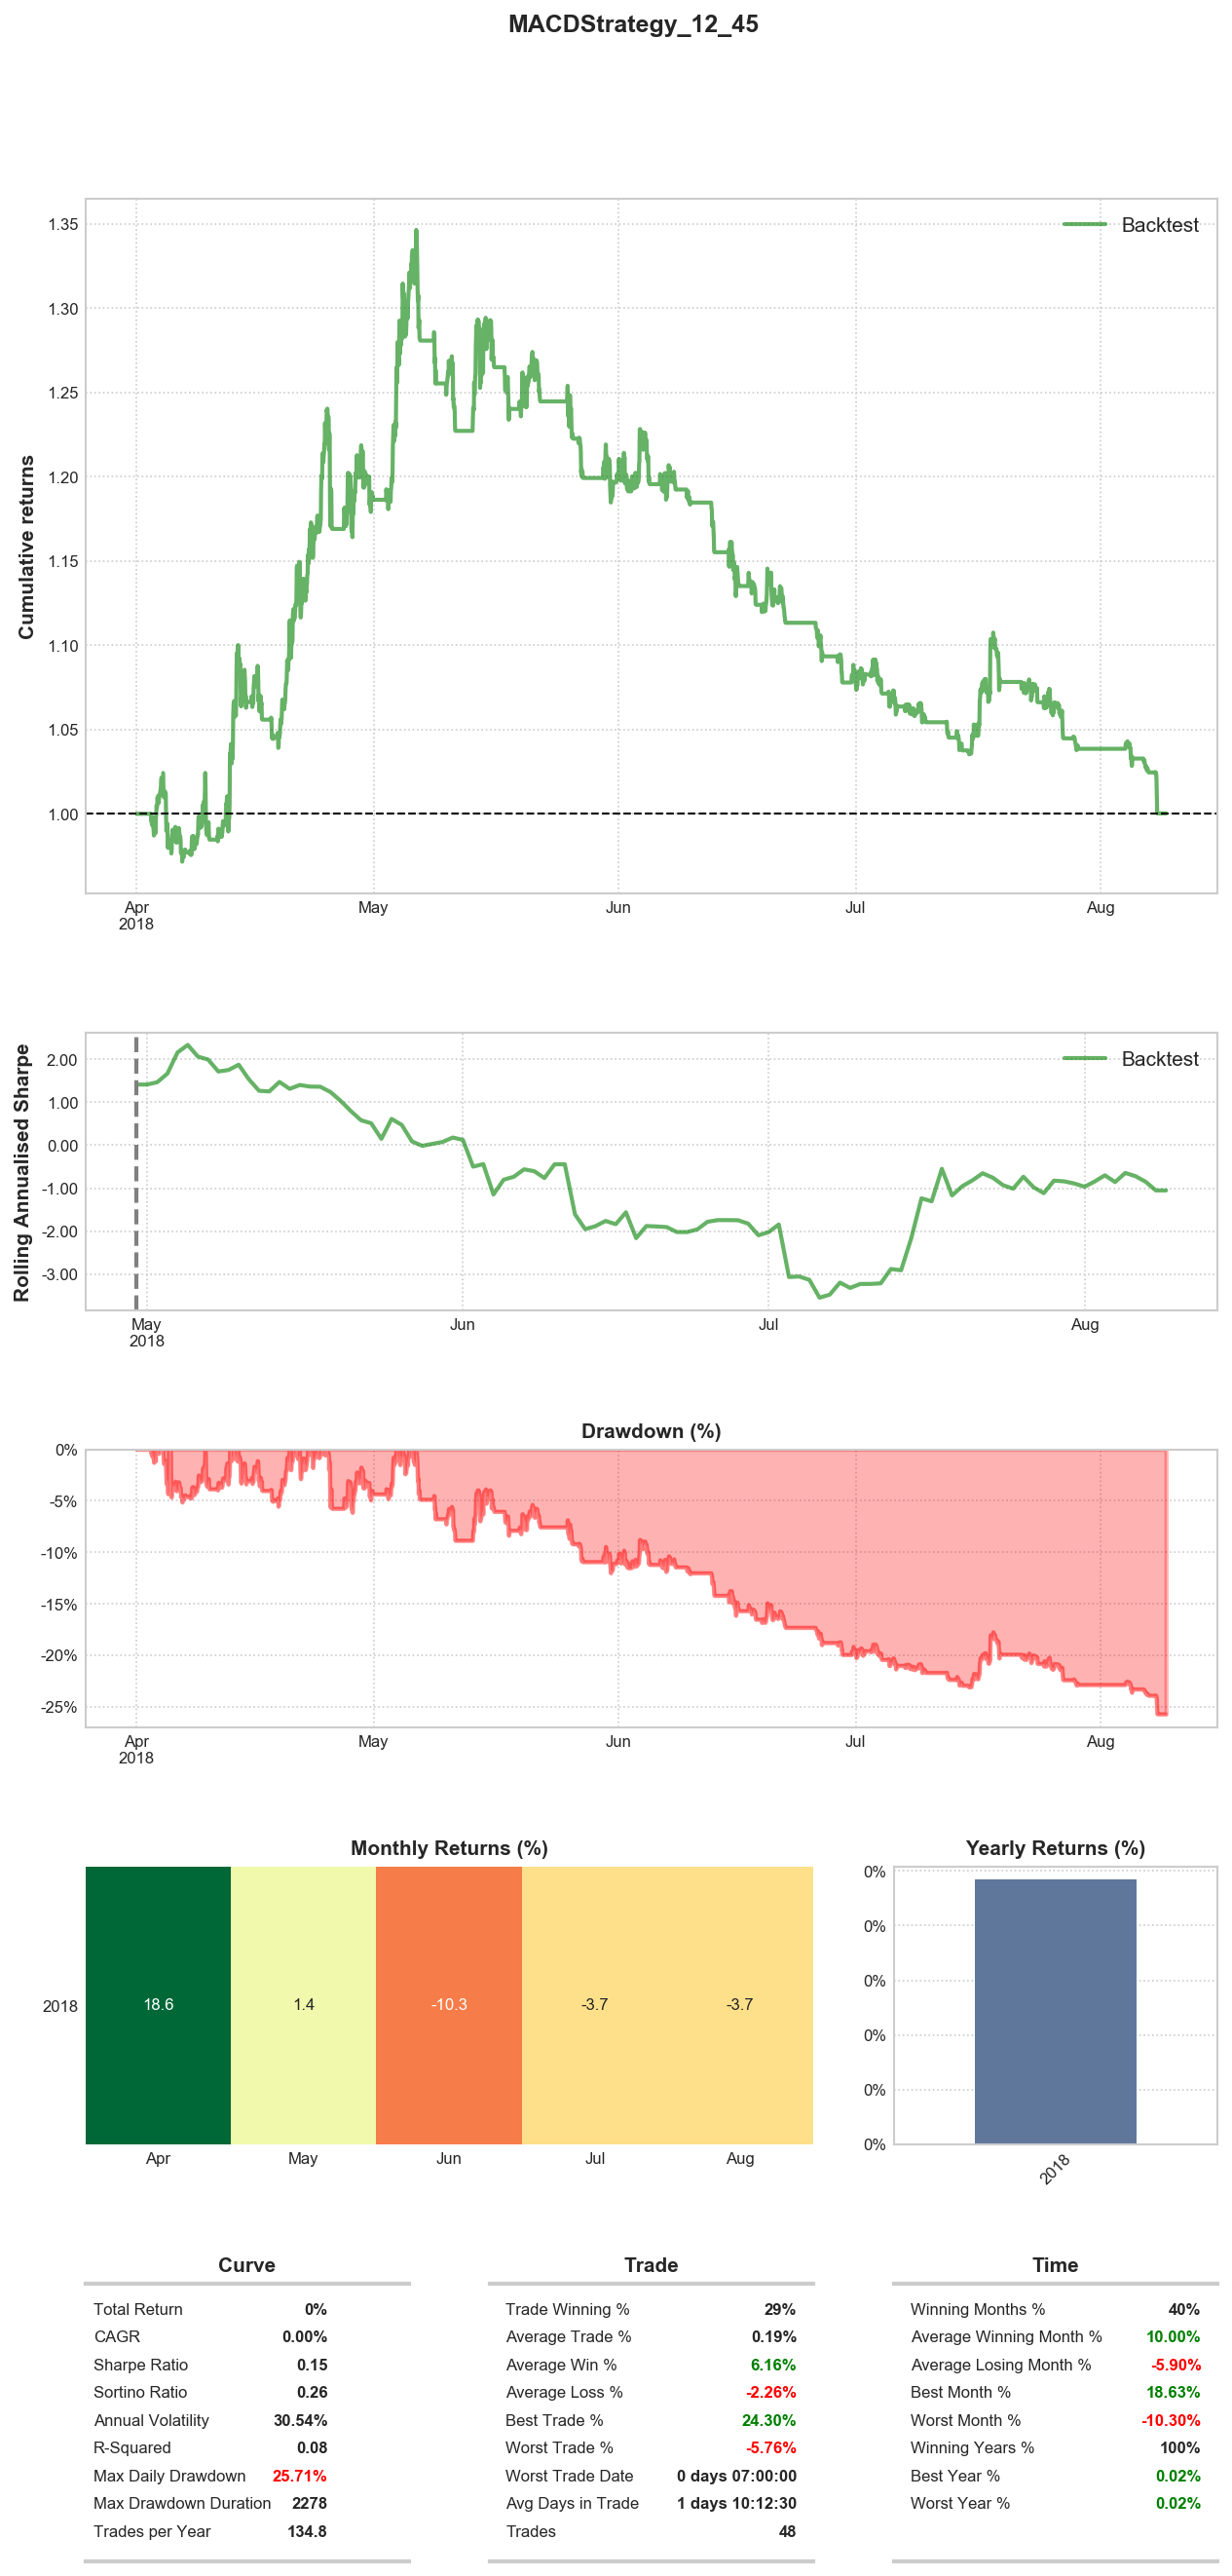 MACDStrategy_12_45
Cumulative returns
1.35
1.30
1.25
1.20
1.15
1.10
1.05
1.00
Backtest
Apr May Jun Jul Aug
2018
Rolling Annualised Sharpe
2.00
1.00
0.00
-1.00
-2.00
-3.00
Backtest
May Jun Jul Aug
2018
Drawdown (%)
0%
-5%
-10%
-15%
-20%
-25%
Apr May Jun Jul Aug
2018
Monthly Returns (%)
2018 18.6 1.4 -10.3 -3.7 -3.7
Apr May Jun Jul Aug
Yearly Returns (%)
0%
0%
0%
0%
0%
0%
2018
Curve
Total Return 0%
CAGR 0.00%
Sharpe Ratio 0.15
Sortino Ratio 0.26
Annual Volatility 30.54%
R-Squared 0.08
Max Daily Drawdown 25.71%
Max Drawdown Duration 2278
Trades per Year 134.8
Trade
Trade Winning % 29%
Average Trade % 0.19%
Average Win % 6.16%
Average Loss % -2.26%
Best Trade % 24.30%
Worst Trade % -5.76%
Worst Trade Date 0 days 07:00:00
Avg Days in Trade 1 days 10:12:30
Trades 48
Time
Winning Months % 40%
Average Winning Month % 10.00%
Average Losing Month % -5.90%
Best Month % 18.63%
Worst Month % -10.30%
Winning Years % 100%
Best Year % 0.02%
Worst Year % 0.02%